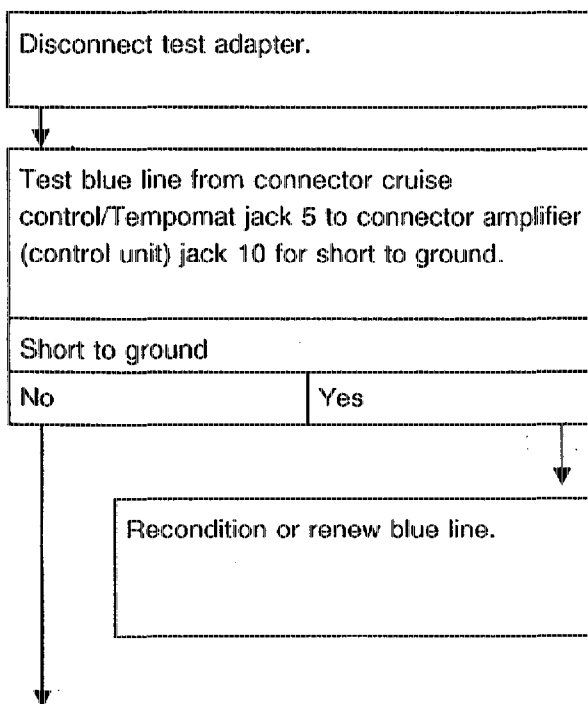 Disconnect test adapter.
Test blue line from connector cruise
control/Tempomat jack 5 to connector amplifier
(control unit) jack 10 for short to ground.
Short to ground
No
Yes
Recondition or renew blue line.